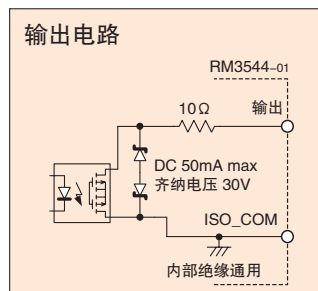 输出电路
RM3544-01
10Ω
输出
DC 50mA max
齐纳电压 30V
ISO_COM
内部绝缘通用